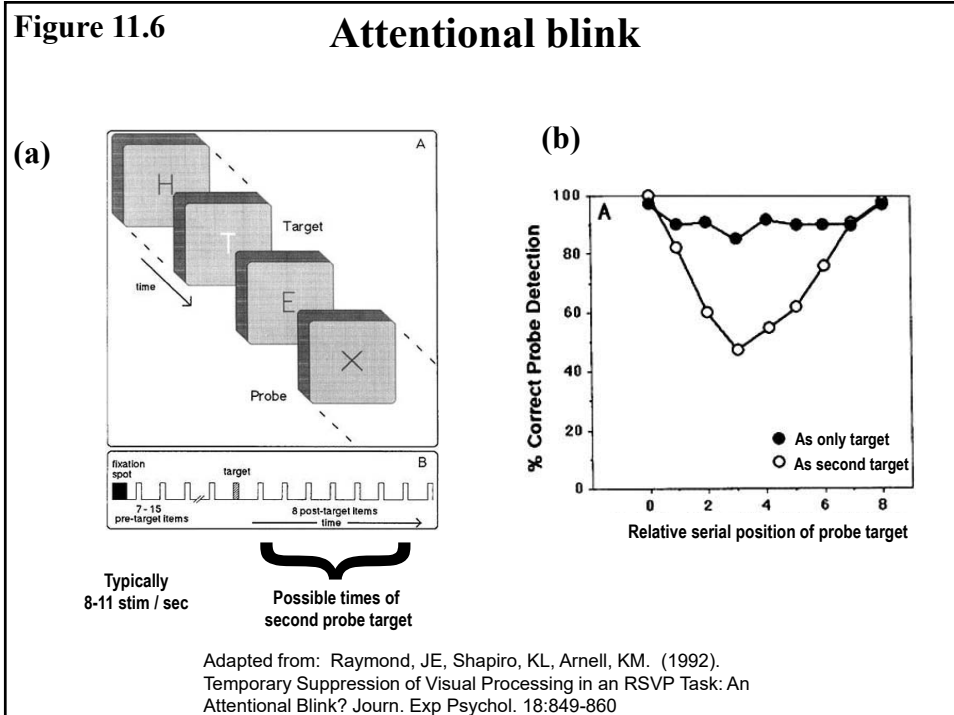 Figure 11.6
Attentional blink
(a)
A
H
T
Target
time
E
X
Probe
B
fixation
spot
target
7 - 15
pre-target items
8 post-target items
time
Typically
8-11 stim / sec
Possible times of
second probe target
(b)
A
% Correct Probe Detection
100
80
60
40
20
0
As only target
As second target
0 2 4 6 8
Relative serial position of probe target
Adapted from: Raymond, JE, Shapiro, KL, Arnell, KM. (1992).
Temporary Suppression of Visual Processing in an RSVP Task: An
Attentional Blink? Journ. Exp Psychol. 18:849-860